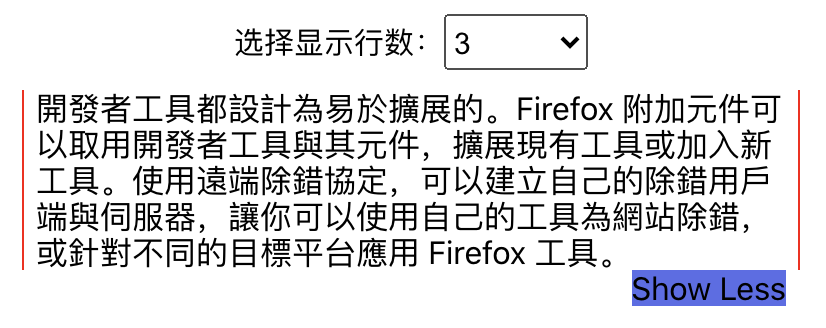 选择显示行数：3
開發者工具都設計為易於擴展的。Firefox 附加元件可
以取用開發者工具與其元件，擴展現有工具或加入新
工具。使用遠端除錯協定，可以建立自己的除錯用戶
端與伺服器，讓你可以使用自己的工具為網站除錯，
或針對不同的目標平台應用 Firefox 工具。
Show Less